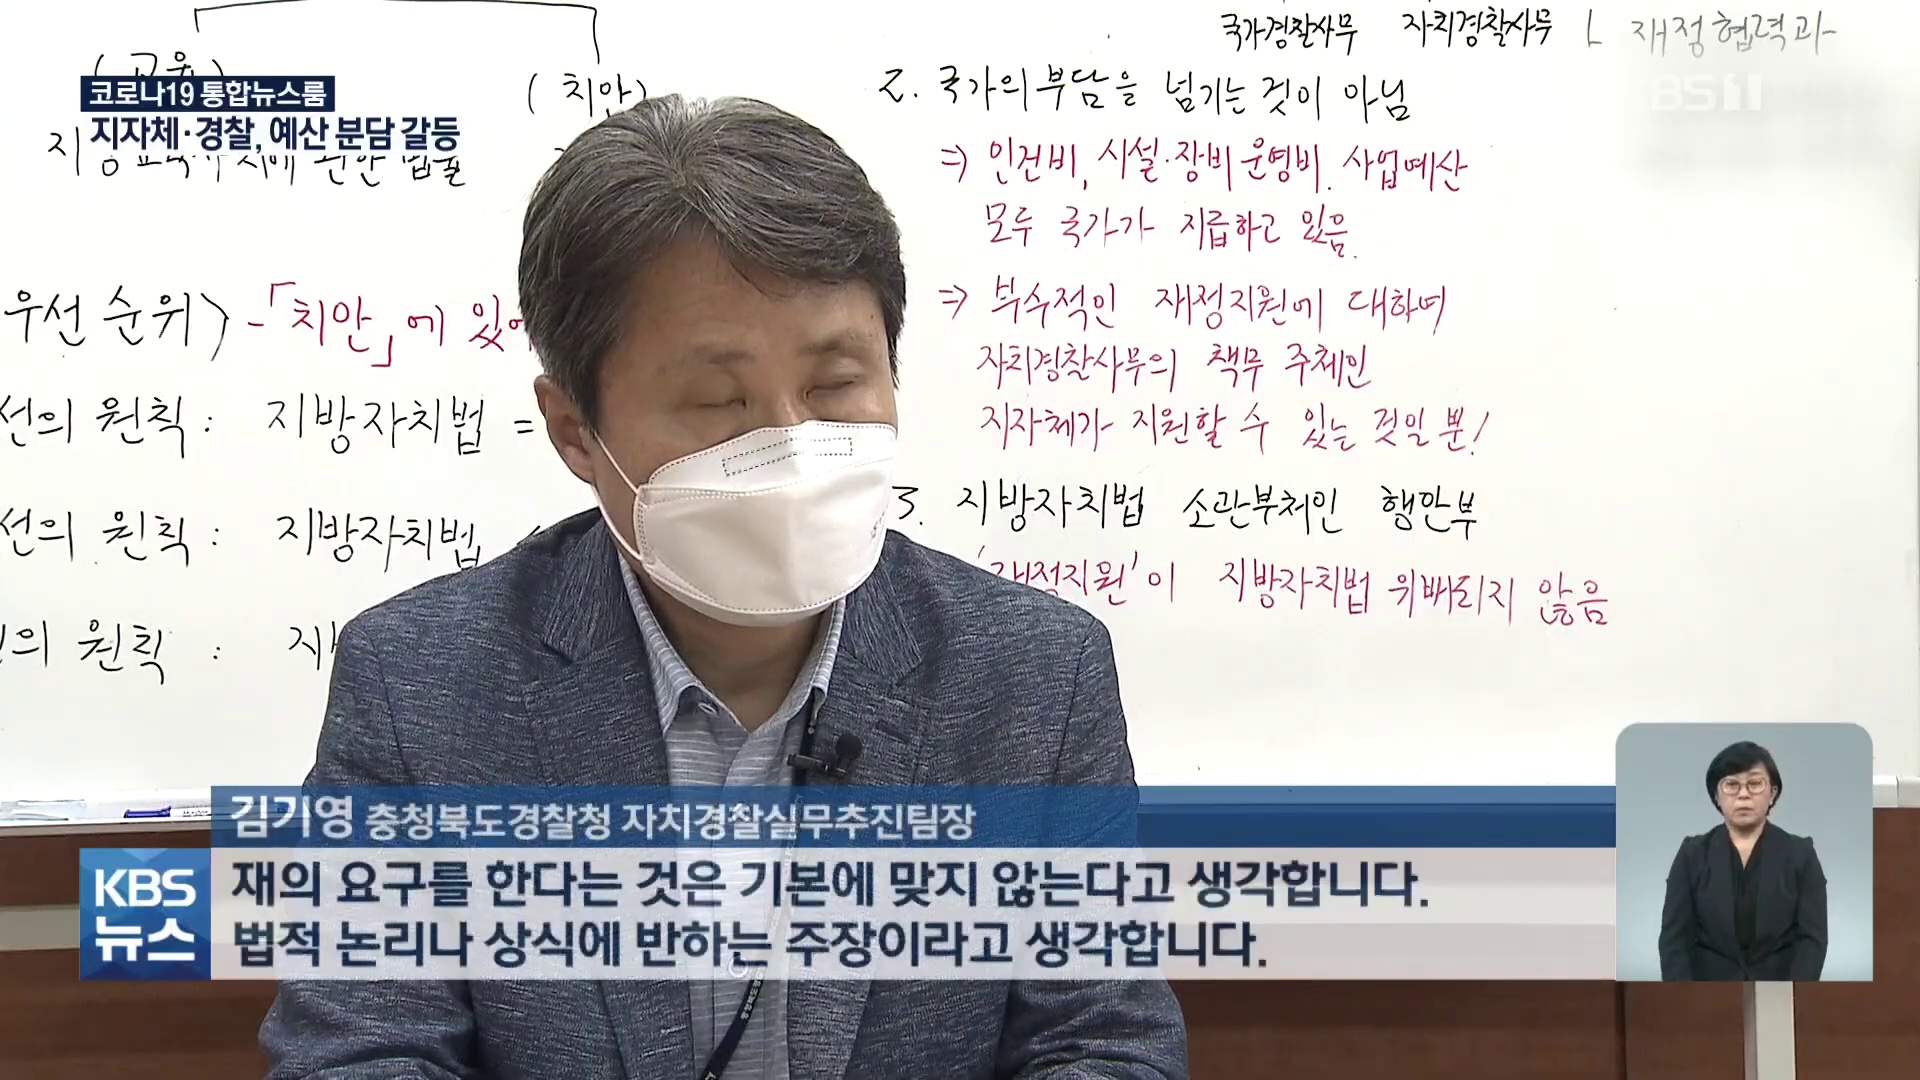 국가경찰사무 자치경찰사무 재정협력과
KBS 1
코로나19 통합뉴스룸
지자체·경찰, 예산 분담 갈등
(치안)
2. 국가의 부담을 넘기는 것이 아님
⇒ 인건비, 시설·장비 운영비, 사업예산
모두 국가가 지급하고 있음.
⇒ 부수적인 재정지원에 대하여
자치경찰사무의 책무 주체인
지자체가 지원할 수 있는 것일 뿐!
3. 지방자치법 소관부처인 행안부
'재정지원'이 지방자치법 위배되지 않음
우선 순위) - 「치안」에
선의 원칙 : 지방자치법 =
선의 원칙 : 지방자치법
의 원칙 :
김기영 충청북도경찰청 자치경찰실무추진팀장
KBS 뉴스
재의 요구를 한다는 것은 기본에 맞지 않는다고 생각합니다.
법적 논리나 상식에 반하는 주장이라고 생각합니다.